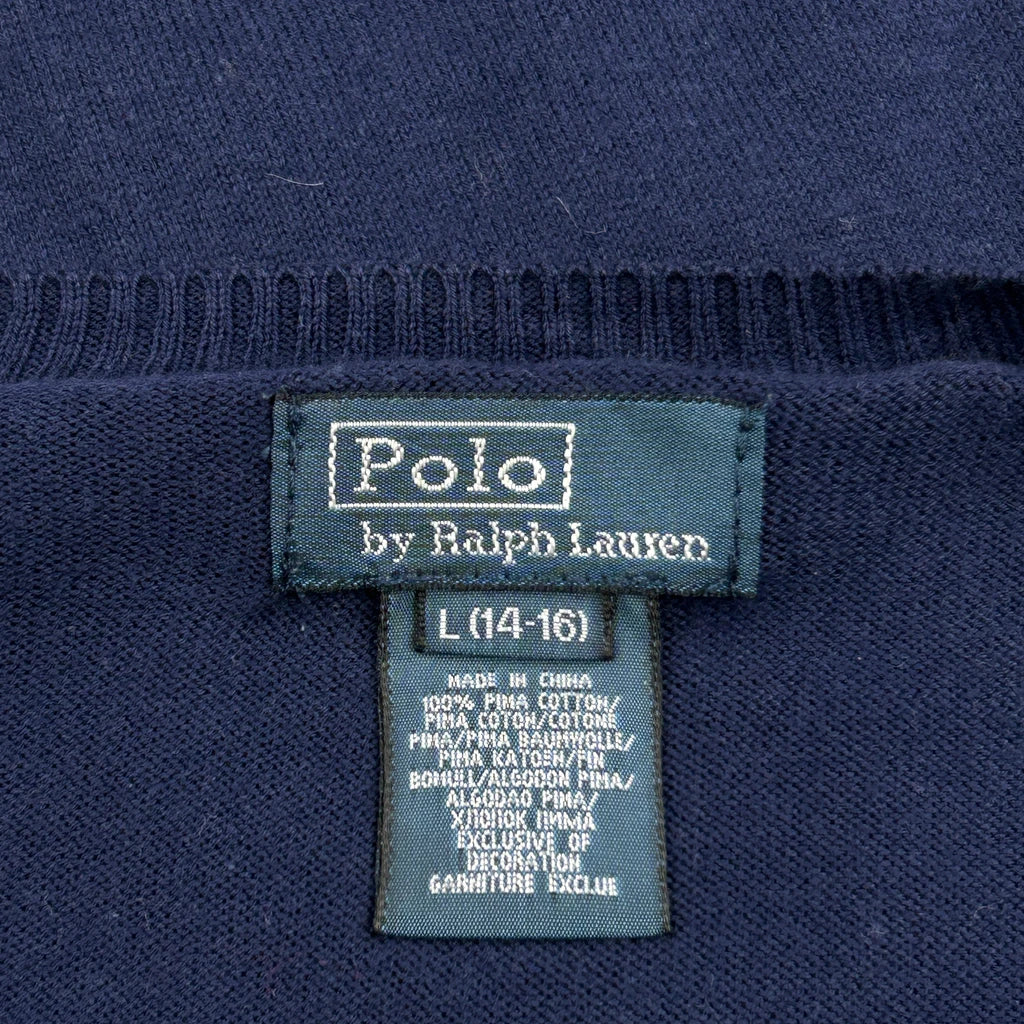 Polo
by Ralph Lauren
L (14-16)
MADE IN CHINA
100% PIMA COTTON/
PIMA COTON/COTONE
PIMA/PIMA BAUMWOLLE/
PIMA KATOEN/FIN
BOMULL/ALGODON PIMA/
ALGODAO PIMA/
ХЛОПОК ПИМА
EXCLUSIVE OF
DECORATION
GARNITURE EXCLUE